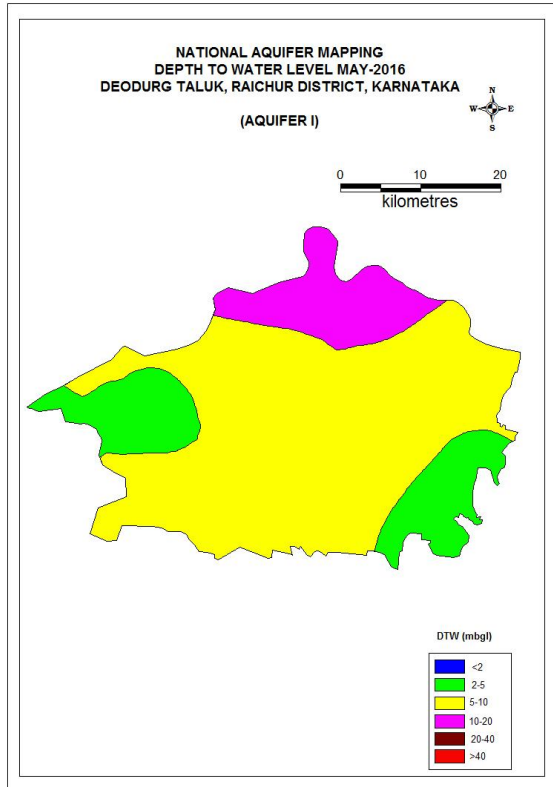 NATIONAL AQUIFER MAPPING
DEPTH TO WATER LEVEL MAY-2016
DEODURG TALUK, RAICHUR DISTRICT, KARNATAKA
(AQUIFER I)
N
W E
S
0 10 20
kilometres
DTW (mbgl)
<2
2-5
5-10
10-20
20-40
>40